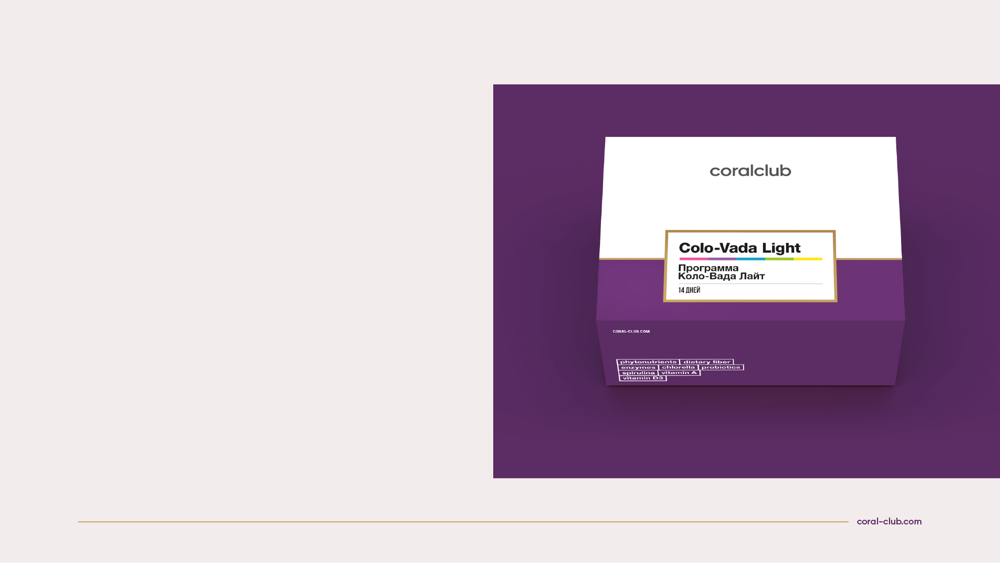 coralclub
Colo-Vada Light
Программа
Коло-Вада Лайт
14 ДНЕЙ
CORAL-CLUB.COM
phytonutrients dietary fiber
enzymes chlorella probiotics
spirulina vitamin A
vitamin D3
coral-club.com